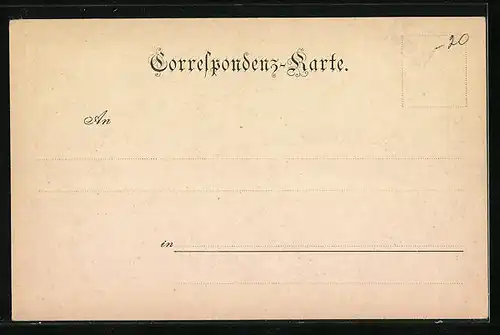 Correspondenz-Karte.
-20
An
in